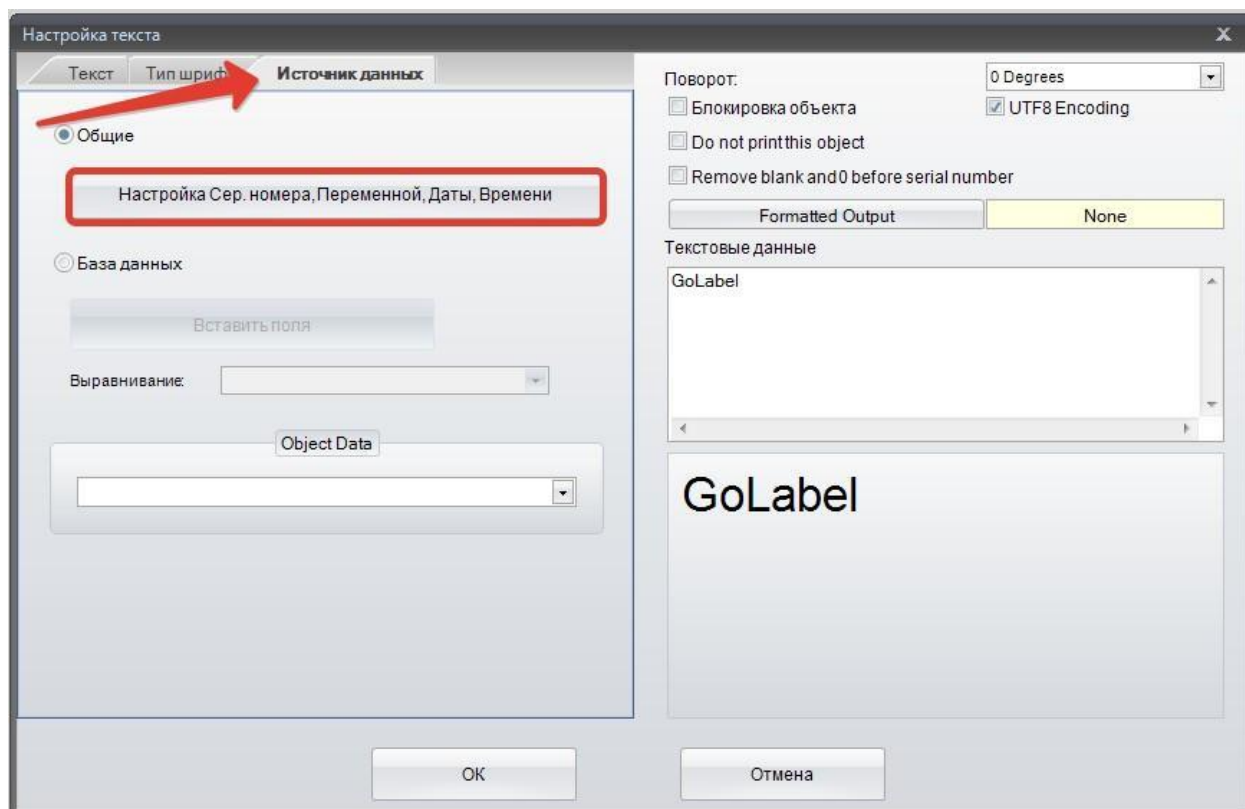 Настройка текста
X
Текст
Тип шриф
Источник данных
Общие
Настройка Сер. номера, Переменной, Даты, Времени
База данных
Вставить поля
Выравнивание:
Object Data
Поворот:
0 Degrees
Блокировка объекта
UTF8 Encoding
Do not print this object
Remove blank and 0 before serial number
Formatted Output
None
Текстовые данные
GoLabel
GoLabel
ОК
Отмена